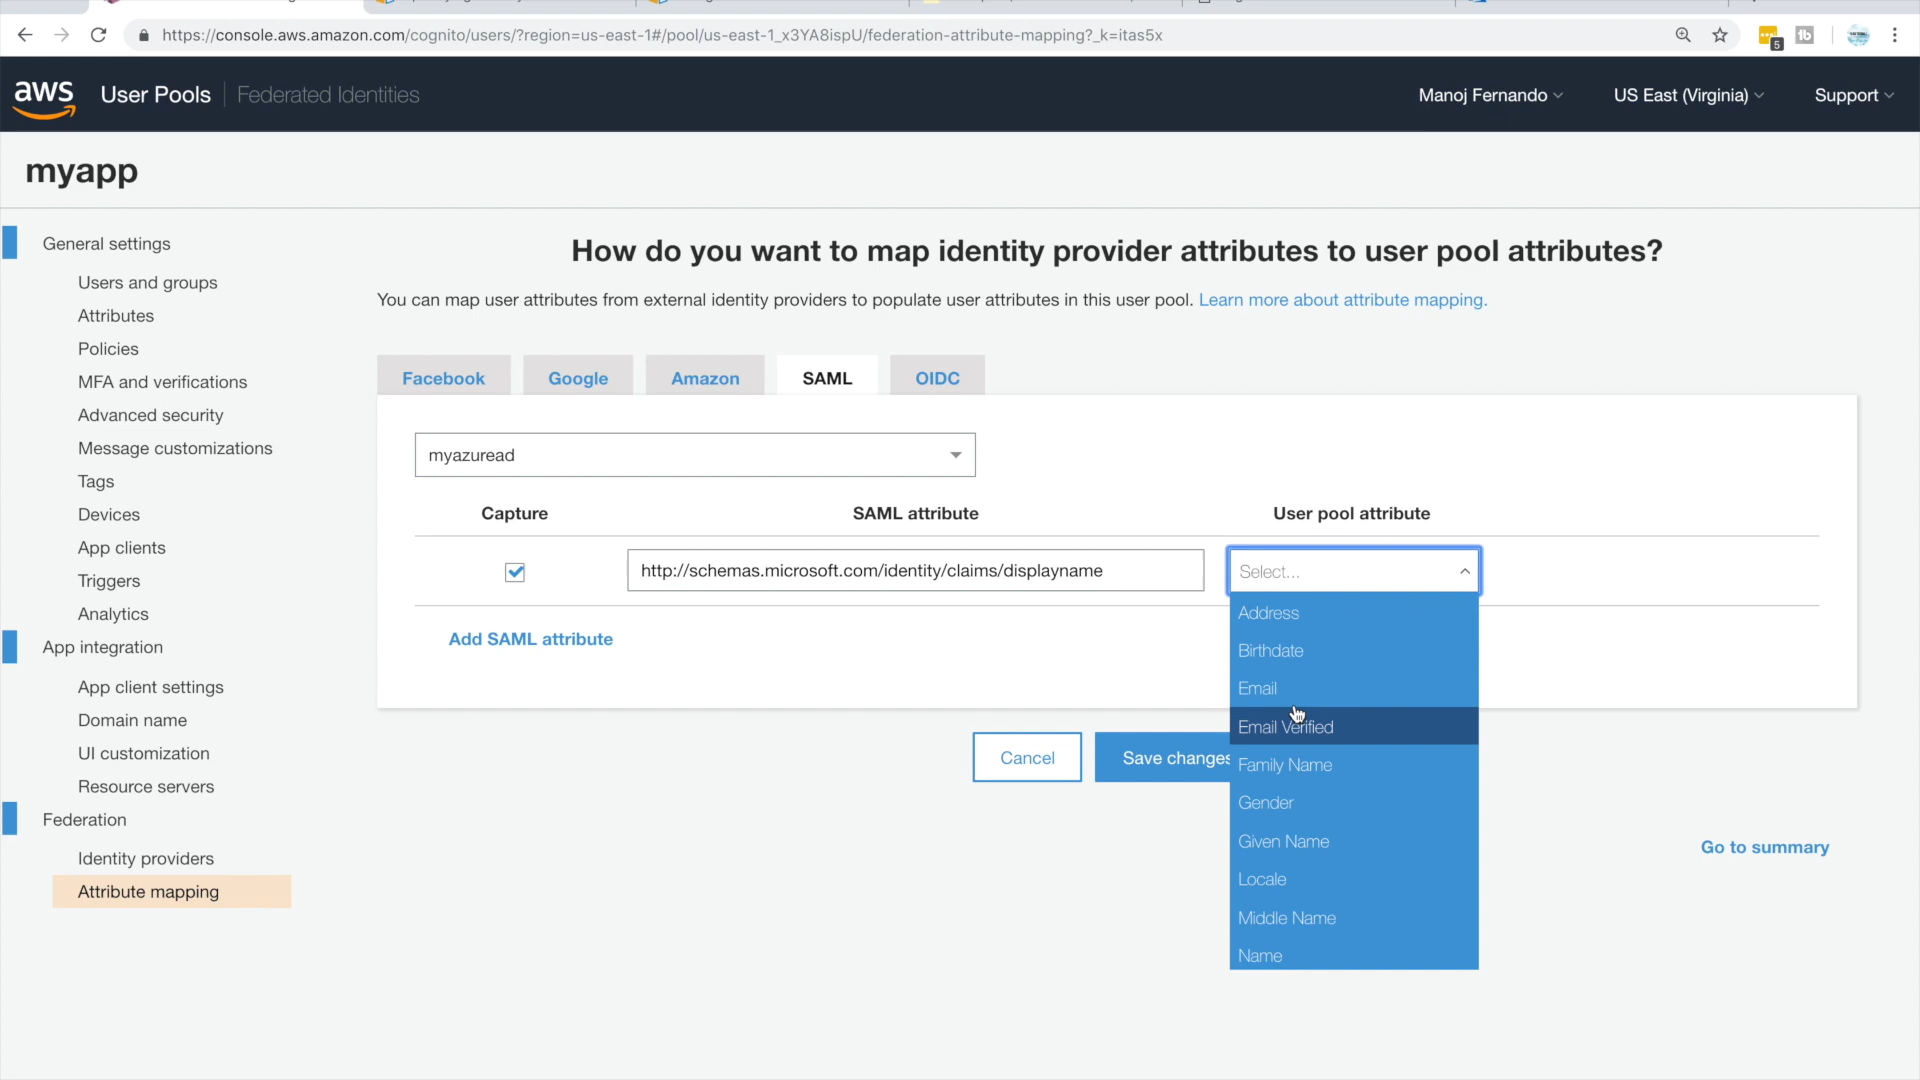 https://console.aws.amazon.com/cognito/users/?region=us-east-1#/pool/us-east-1_x3YA8ispU/federation-attribute-mapping?_k=itas5x
5
aws
User Pools
Federated Identities
Manoj Fernando
US East (Virginia)
Support
myapp
General settings
Users and groups
Attributes
Policies
MFA and verifications
Advanced security
Message customizations
Tags
Devices
App clients
Triggers
Analytics
App integration
App client settings
Domain name
UI customization
Resource servers
Federation
Identity providers
Attribute mapping
How do you want to map identity provider attributes to user pool attributes?
You can map user attributes from external identity providers to populate user attributes in this user pool. Learn more about attribute mapping.
Facebook
Google
Amazon
SAML
OIDC
myazuread
Capture
SAML attribute
User pool attribute
http://schemas.microsoft.com/identity/claims/displayname
Select...
Address
Birthdate
Email
Email Verified
Family Name
Gender
Given Name
Locale
Middle Name
Name
Add SAML attribute
Cancel
Save changes
Go to summary